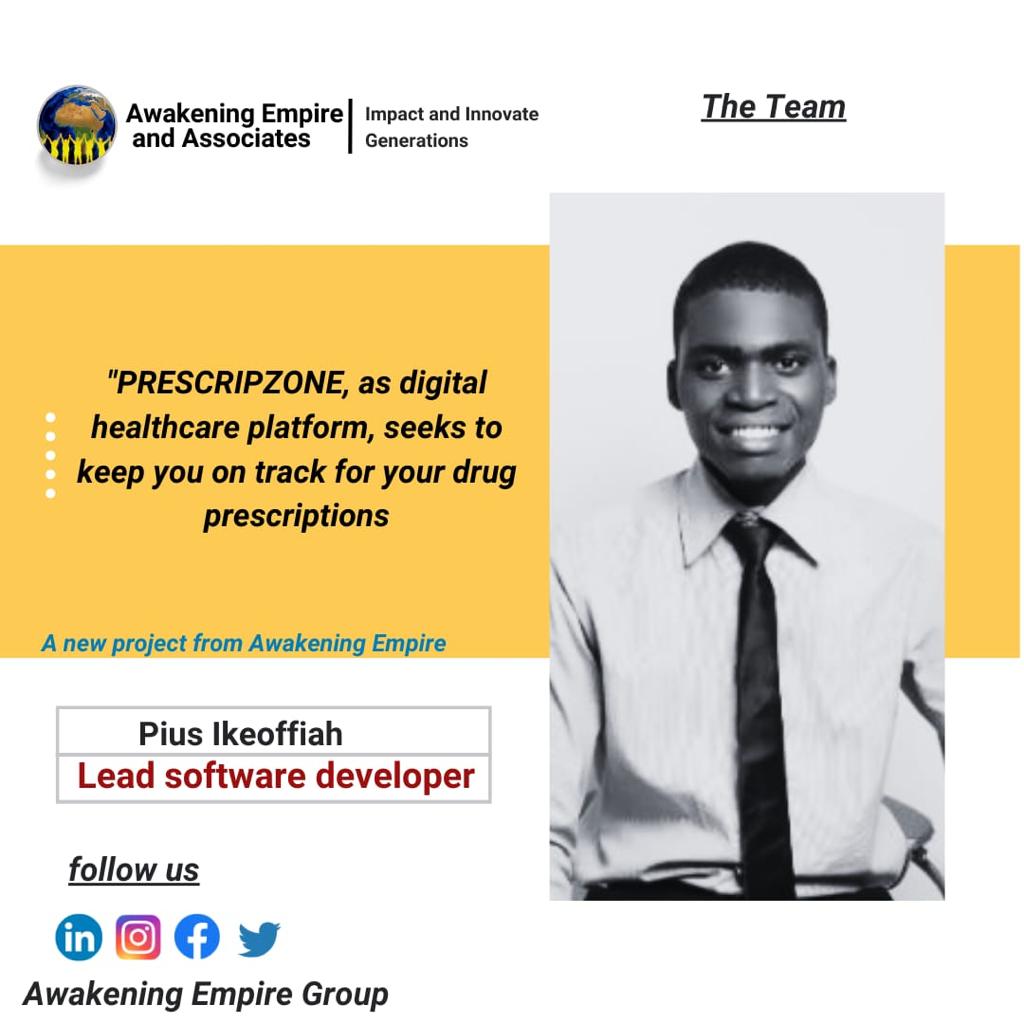 Awakening Empire
and Associates
Impact and Innovate
Generations
The Team
"PRESCRIPZONE, as digital
healthcare platform, seeks to
keep you on track for your drug
prescriptions
A new project from Awakening Empire
Pius Ikeoffiah
Lead software developer
follow us
in
Awakening Empire Group